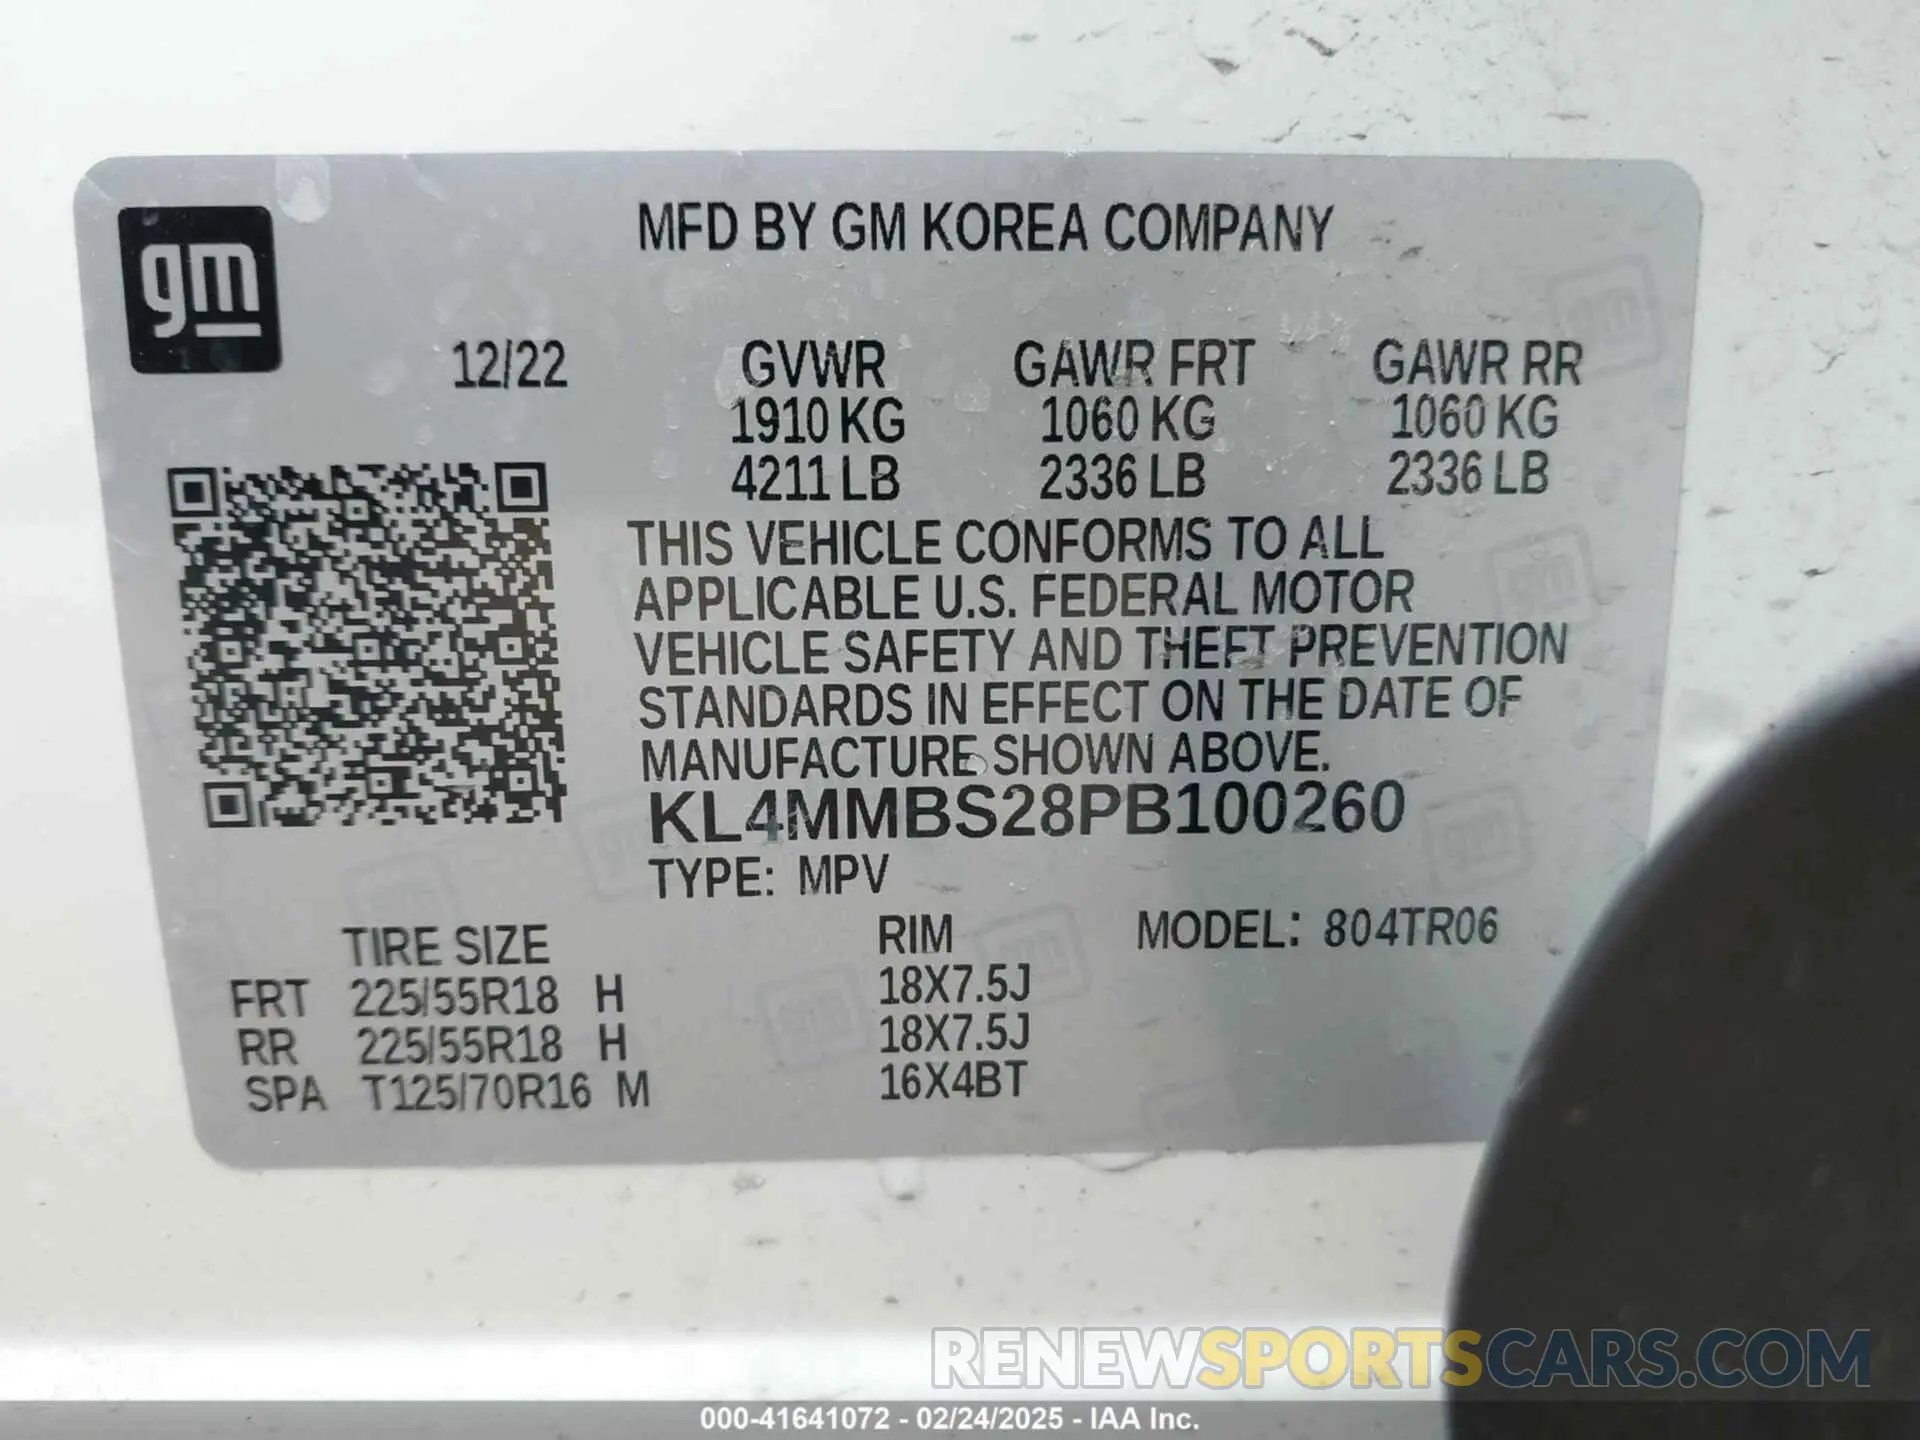 MFD BY GM KOREA COMPANY
gm
12/22 GVWR GAWR FRT GAWR RR
1910 KG 1060 KG 1060 KG
4211 LB 2336 LB 2336 LB
THIS VEHICLE CONFORMS TO ALL
APPLICABLE U.S. FEDERAL MOTOR
VEHICLE SAFETY AND THEFT PREVENTION
STANDARDS IN EFFECT ON THE DATE OF
MANUFACTURE SHOWN ABOVE.
KL4MMBS28PB100260
TYPE: MPV
TIRE SIZE RIM MODEL: 804TR06
FRT 225/55R18 H 18X7.5J
RR 225/55R18 H 18X7.5J
SPA T125/70R16 M 16X4BT
RENEWSPORTSCARS.COM
000-41641072 - 02/24/2025 - IAA Inc.